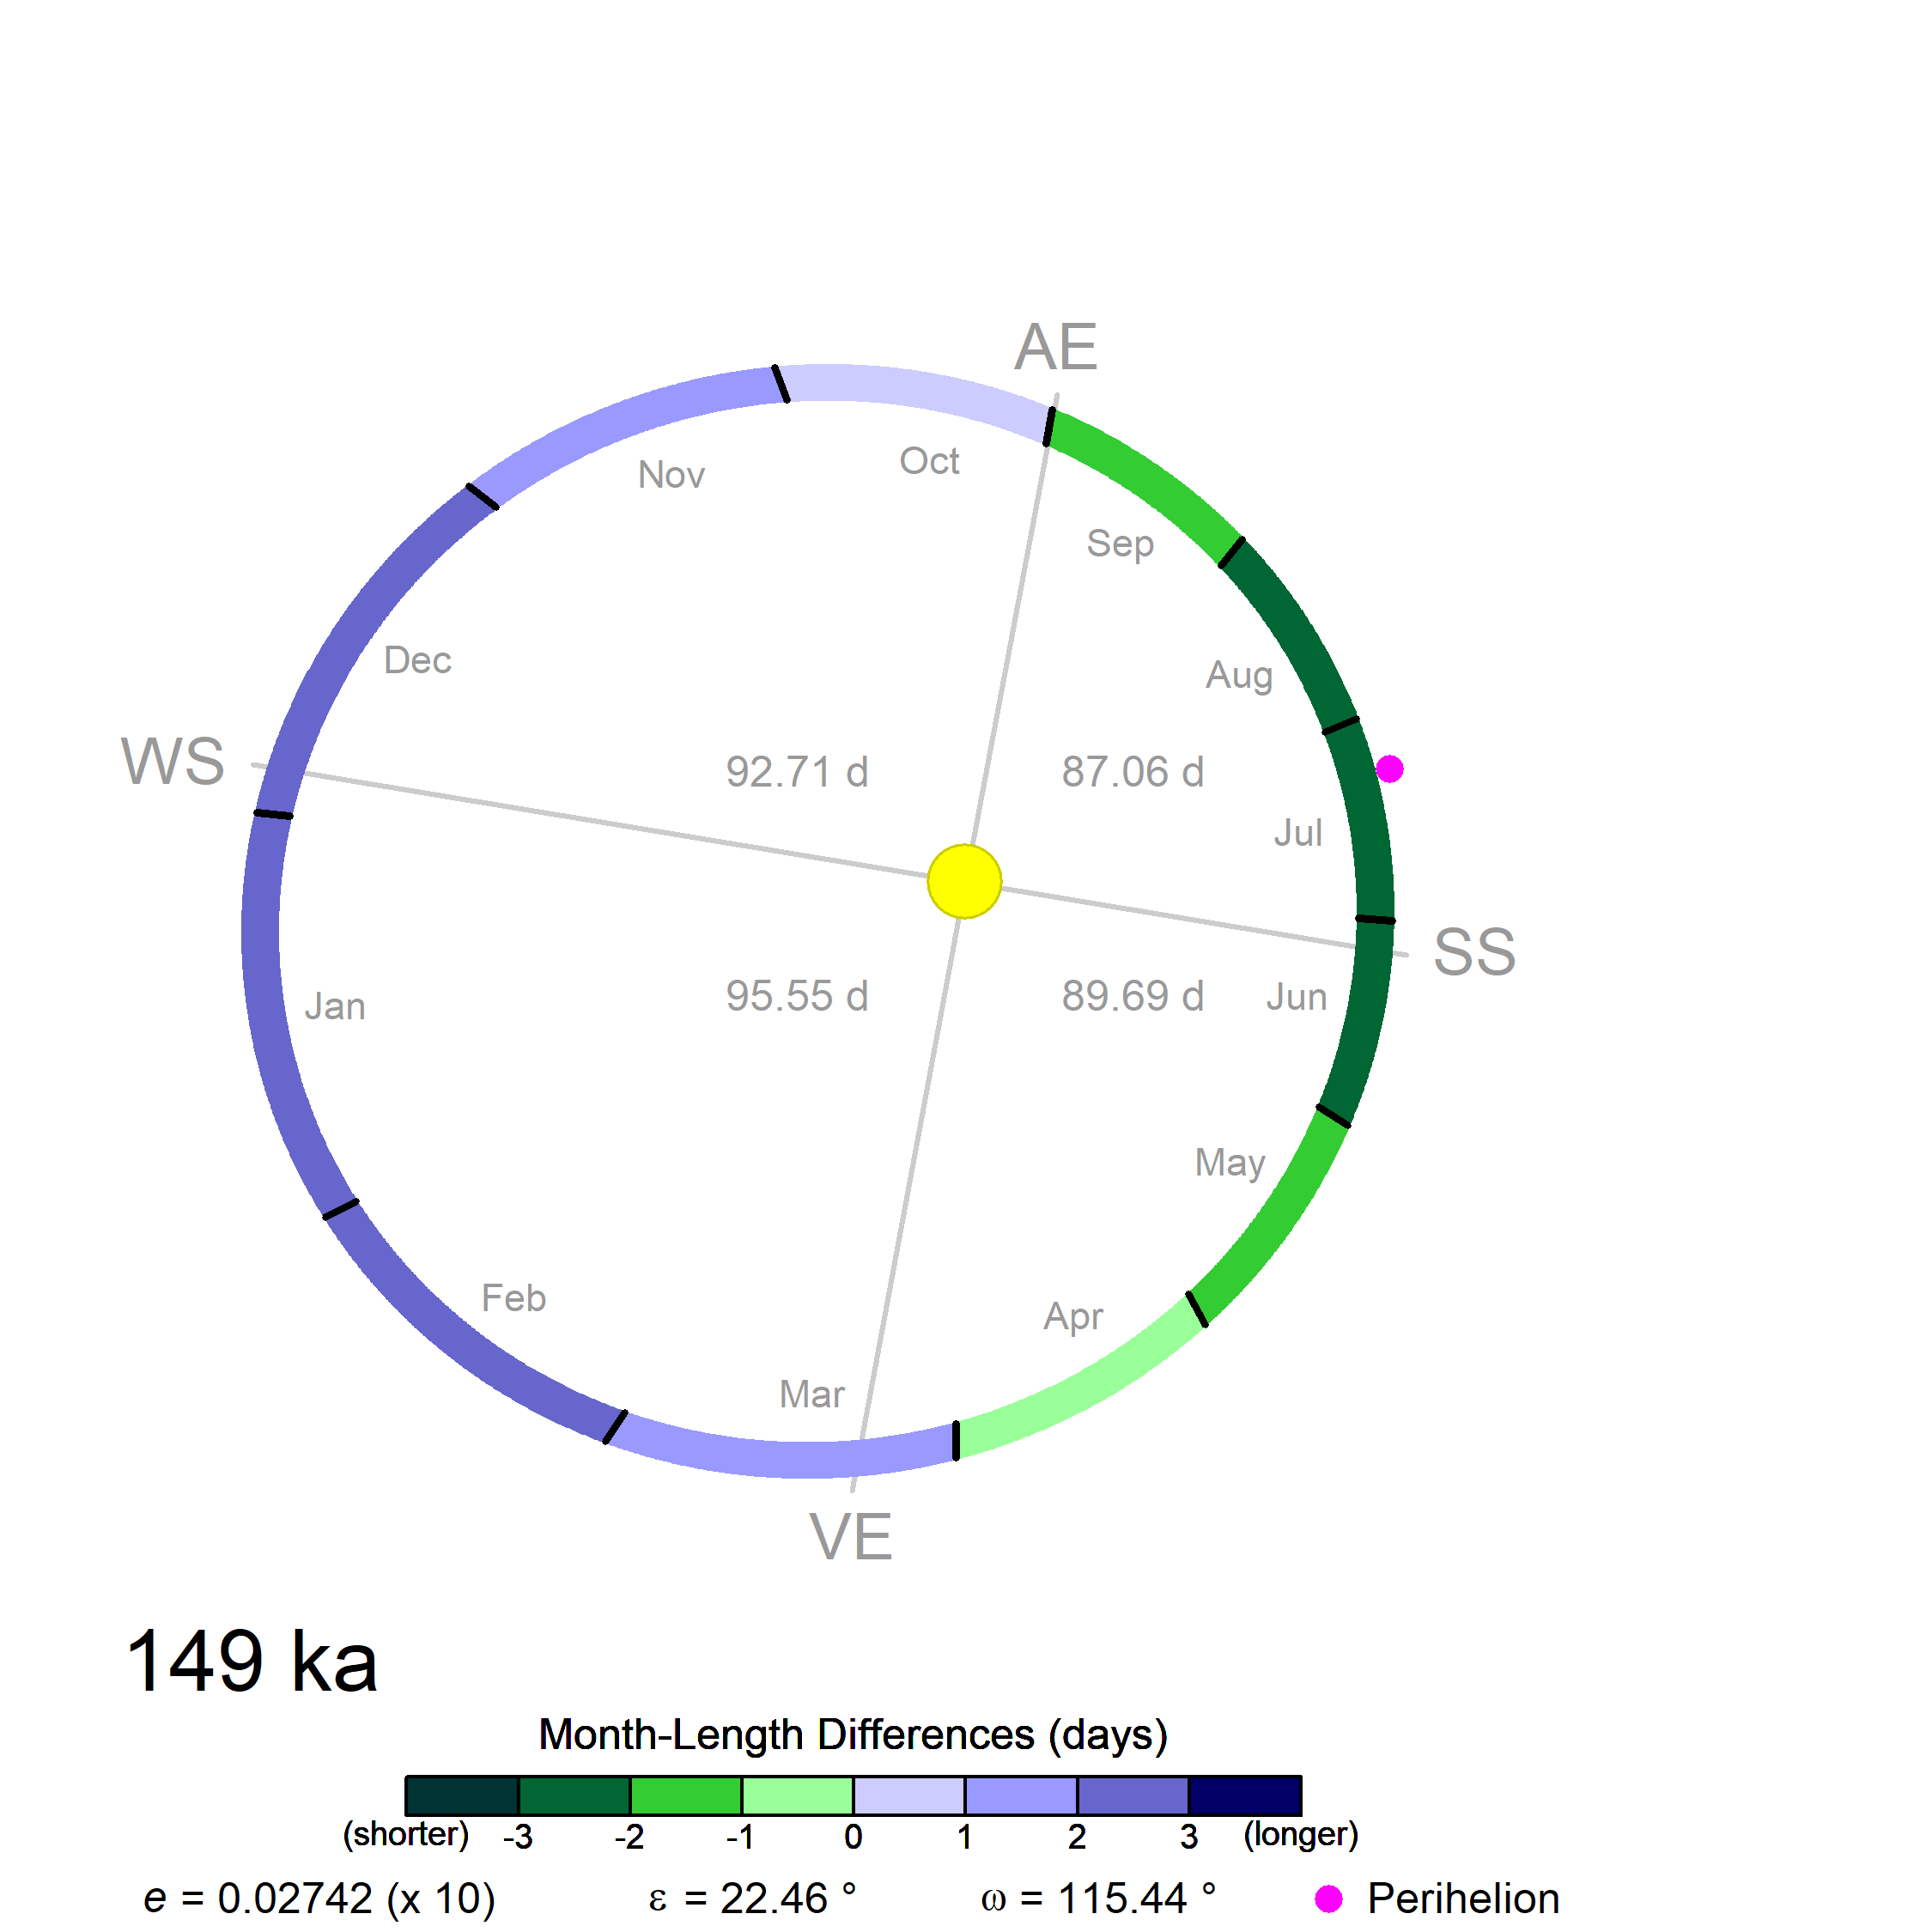 AE
Oct
Nov
Sep
Dec
Aug
WS
92.71 d
87.06 d
Jul
SS
95.55 d
89.69 d
Jun
Jan
May
Feb
Apr
Mar
VE
149 ka
Month-Length Differences (days)
(shorter) -3 -2 -1 0 1 2 3 (longer)
e = 0.02742 (x 10) ε = 22.46 ° ω = 115.44 ° Perihelion